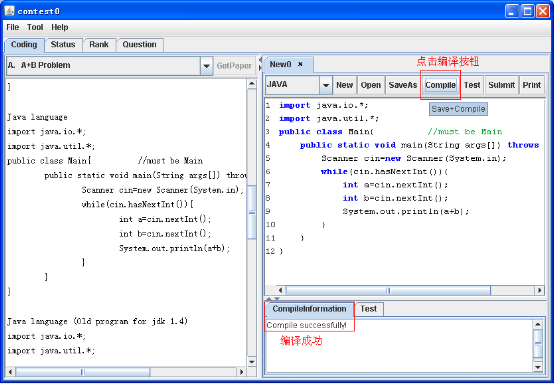 contest0
File Tool Help
Coding Status Rank Question
A. A+B Problem GetPaper
}
Java language
import java.io.*;
import java.util.*;
public class Main{ //must be Main
public static void main(String args[]) throw
Scanner cin=new Scanner(System.in);
while(cin.hasNextInt()){
int a=cin.nextInt();
int b=cin.nextInt();
System.out.println(a+b);
}
}
}
Java language (Old program for jdk 1.4)
import java.io.*;
import java.util.*;
New0 ×
点击编译按钮
JAVA New Open SaveAs Compile Test Submit Print
Save+Compile
1 import java.io.*;
2 import java.util.*;
3 public class Main{ //must be Main
4 public static void main(String args[]) throws
5 Scanner cin=new Scanner(System.in);
6 while(cin.hasNextInt()){
7 int a=cin.nextInt();
8 int b=cin.nextInt();
9 System.out.println(a+b);
10 }
11 }
12 }
CompileInformation Test
Compile successfully!
编译成功